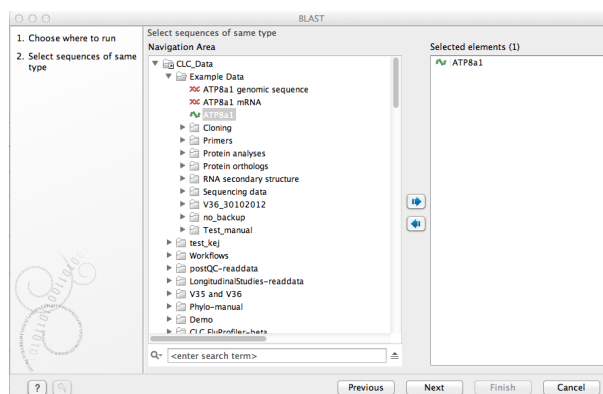 BLAST
1. Choose where to run
2. Select sequences of same
type
Select sequences of same type
Navigation Area
CLC_Data
Example Data
ATP8a1 genomic sequence
ATP8a1 mRNA
ATP8a1
Cloning
Primers
Protein analyses
Protein orthologs
RNA secondary structure
Sequencing data
V36_30102012
no_backup
Test_manual
test_kej
Workflows
postQC-readdata
LongitudinalStudies-readdata
V35 and V36
Phylo-manual
Demo
CLC FluProfiler-beta
<enter search term>
Selected elements (1)
ATP8a1
?
Previous
Next
Finish
Cancel